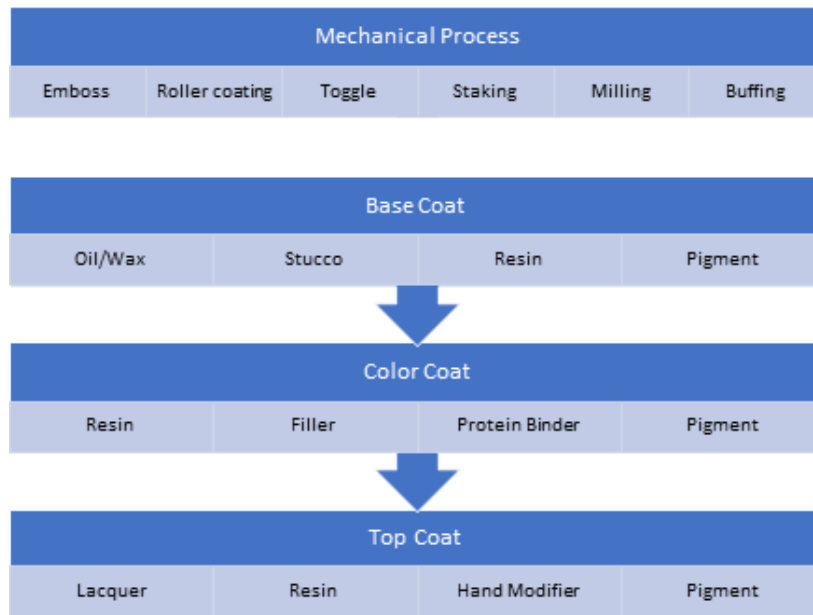 Mechanical Process
Emboss Roller coating Toggle Staking Milling Buffing
Base Coat
Oil/Wax Stucco Resin Pigment
Color Coat
Resin Filler Protein Binder Pigment
Top Coat
Lacquer Resin Hand Modifier Pigment